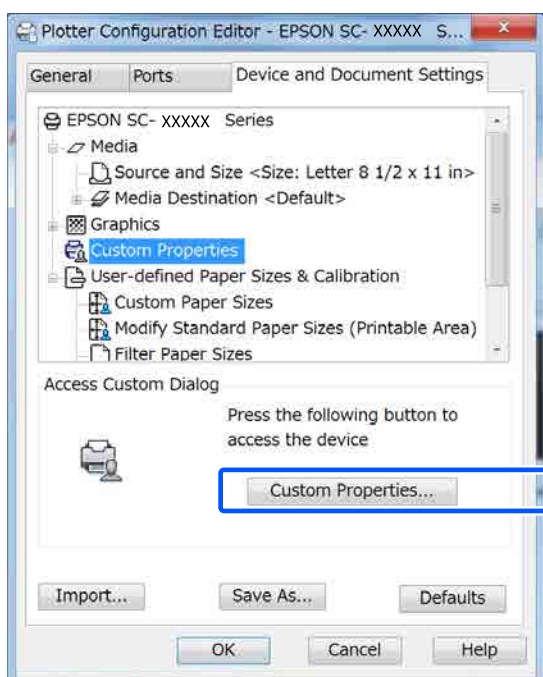 Plotter Configuration Editor - EPSON SC- XXXXX S...
General Ports Device and Document Settings
EPSON SC- XXXXX Series
Media
Source and Size <Size: Letter 8 1/2 x 11 in>
Media Destination <Default>
Graphics
Custom Properties
User-defined Paper Sizes & Calibration
Custom Paper Sizes
Modify Standard Paper Sizes (Printable Area)
Filter Paper Sizes
Access Custom Dialog
Press the following button to
access the device
Custom Properties...
Import... Save As... Defaults
OK Cancel Help